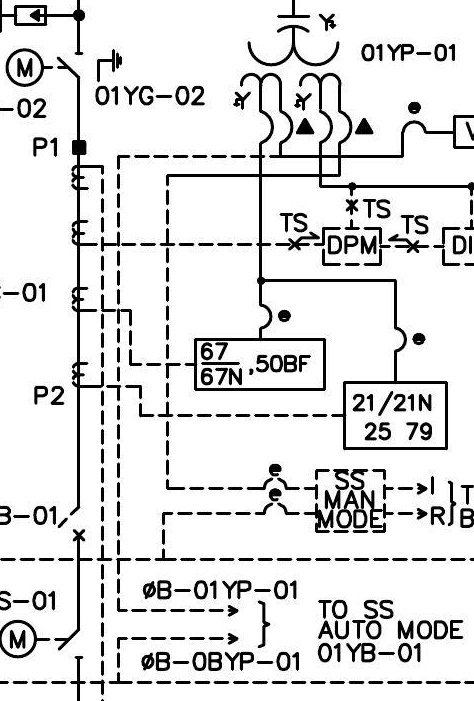 01YP-01
M
01YG-02
-02
e
P1
V
TS
TS
TS
DPM
DI
-01
e
67
67N ,50BF
e
P2
21/21N
25 79
e
SS
I
T
MAN
e
MODE
R
B
B-01
ØB-01YP-01
S-01
TO SS
M
AUTO MODE
01YB-01
ØB-0BYP-01